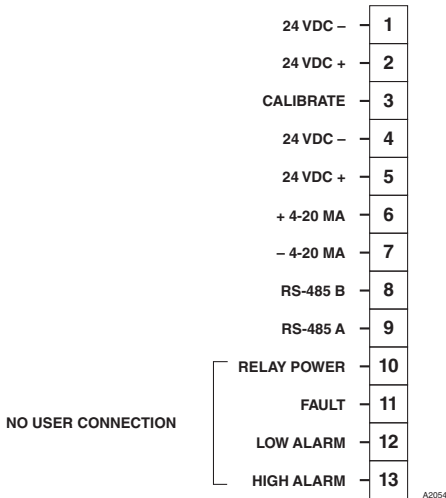 24 VDC – 1
24 VDC + 2
CALIBRATE 3
24 VDC – 4
24 VDC + 5
+ 4-20 MA 6
– 4-20 MA 7
RS-485 B 8
RS-485 A 9
RELAY POWER 10
FAULT 11
NO USER CONNECTION
LOW ALARM 12
HIGH ALARM 13
A2054